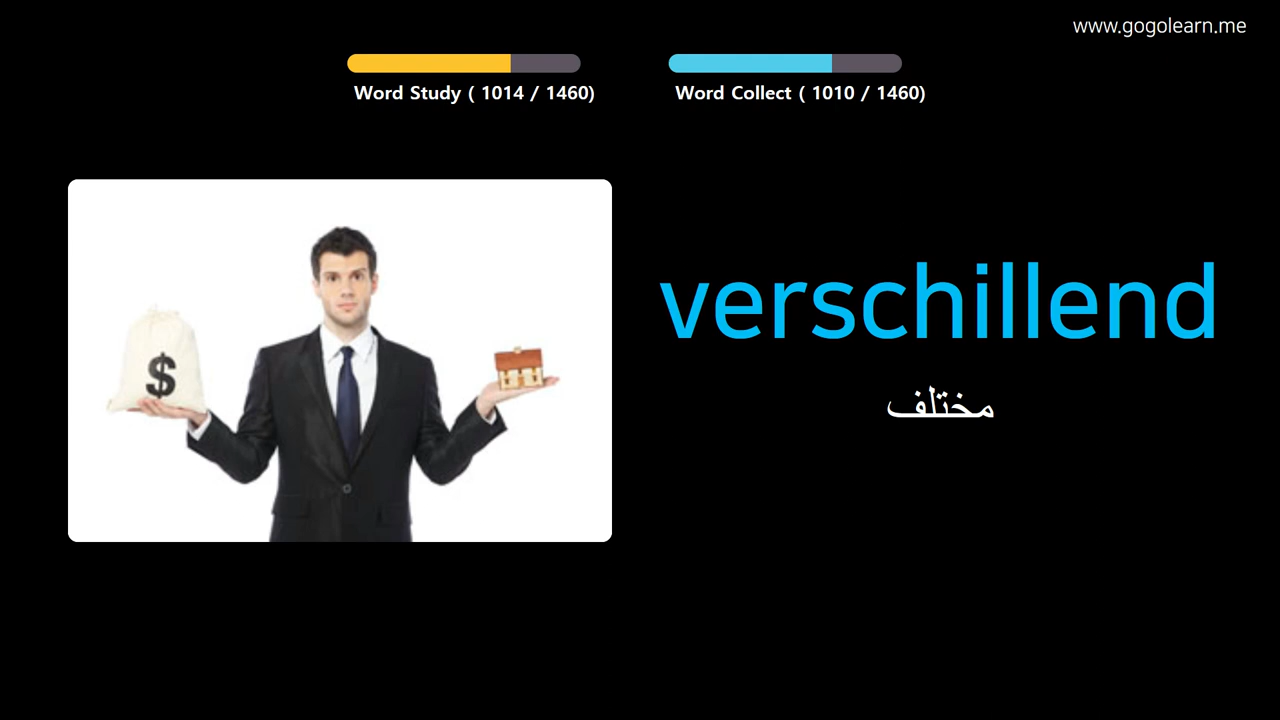 www.gogolearn.me
Word Study ( 1014 / 1460)
Word Collect ( 1010 / 1460)
$
verschillend
مختلف